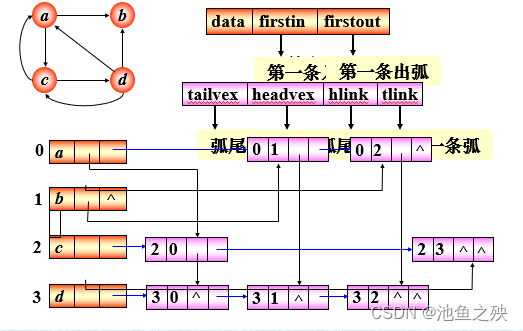 a b
c d
data firstin firstout
第一条 第一条出弧
tailvex headvex hlink tlink
弧尾 弧尾 一条弧
0 a 0 1 0 2 ^
1 b ^
2 c 2 0 2 3 ^ ^
3 d 3 0 ^ 3 1 ^ 3 2 ^ ^
CSDN @池鱼之殃